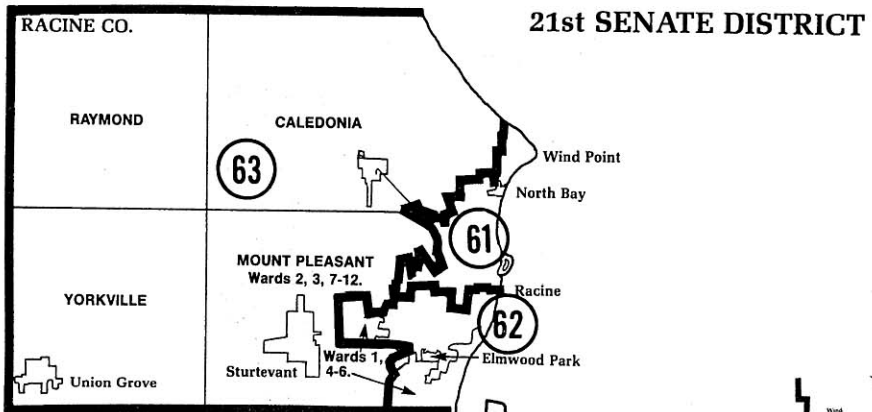 RACINE CO.
21st SENATE DISTRICT
RAYMOND
CALEDONIA
63
Wind Point
North Bay
61
MOUNT PLEASANT
Wards 2, 3, 7-12.
YORKVILLE
Racine
62
Wards 1,
4-6.
Elmwood Park
Sturtevant
Union Grove
Wind